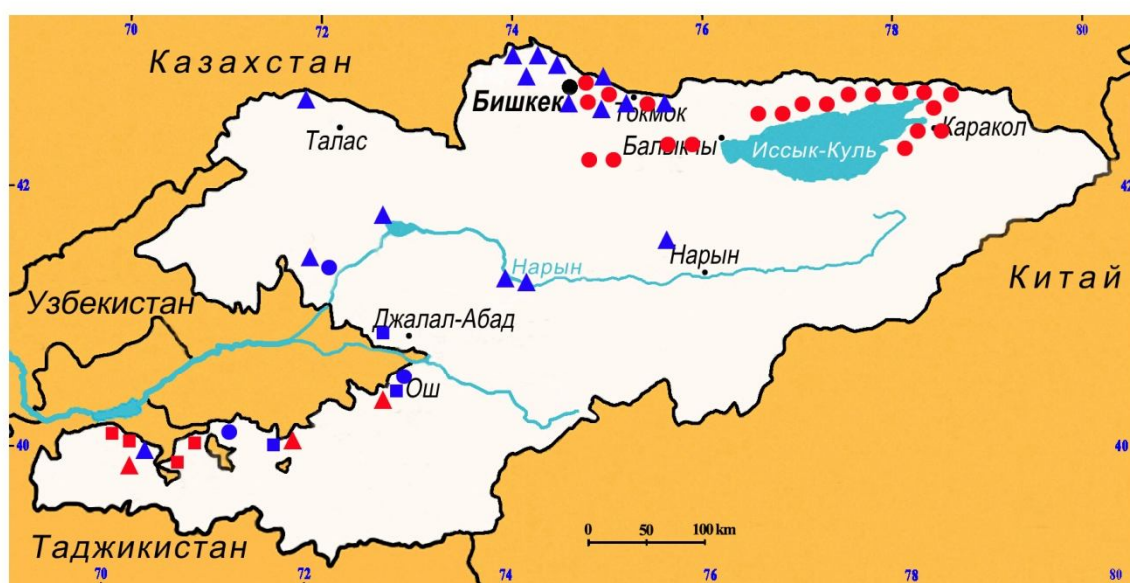 70 72 74 76 78 80
Казахстан
Бишкек
Токмок
Талас
Каракол
Балыкчы
Иссык-Куль
42 42
Нарын
Нарын
Китай
Узбекистан
Джалал-Абад
Ош
40 40
0 50 100 km
Таджикистан
70 72 74 76 78 80